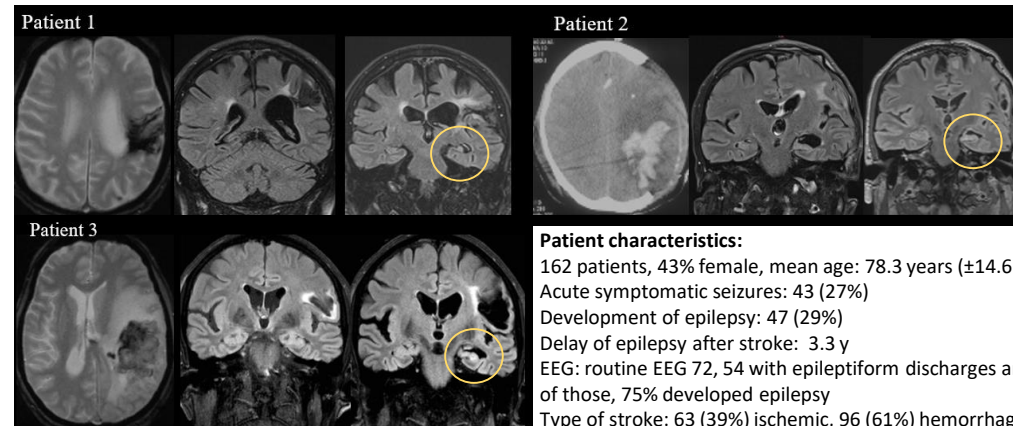 Patient 1
Patient 2
Patient 3
Patient characteristics:
162 patients, 43% female, mean age: 78.3 years (±14.6
Acute symptomatic seizures: 43 (27%)
Development of epilepsy: 47 (29%)
Delay of epilepsy after stroke: 3.3 y
EEG: routine EEG 72, 54 with epileptiform discharges a
of those, 75% developed epilepsy
Type of stroke: 63 (39%) ischemic, 96 (61%) hemorrhag